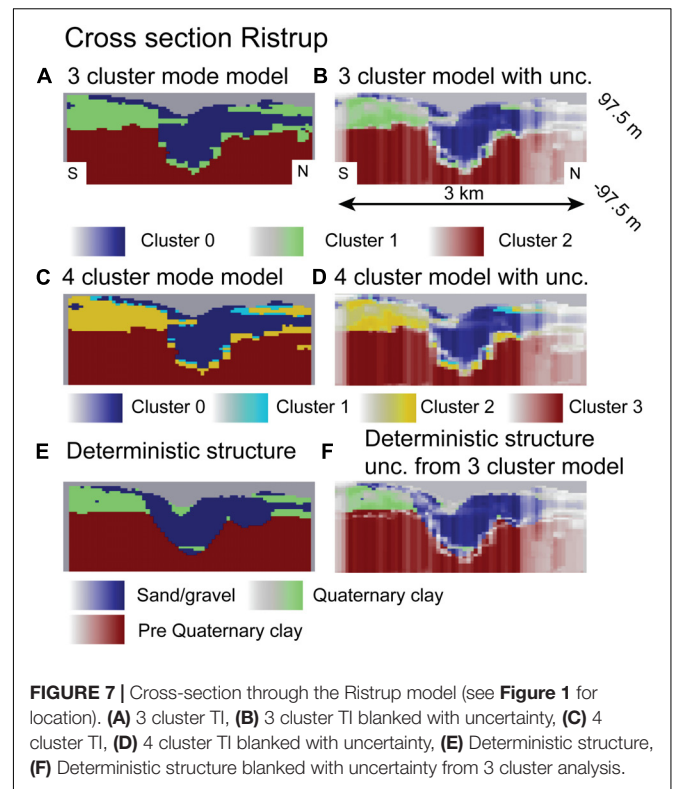 Cross section Ristrup
A 3 cluster mode model
B 3 cluster model with unc.
97.5 m
S
N
S
N
3 km
-97.5 m
Cluster 0
Cluster 1
Cluster 2
C 4 cluster mode model
D 4 cluster model with unc.
Cluster 0
Cluster 1
Cluster 2
Cluster 3
E Deterministic structure
F Deterministic structure
unc. from 3 cluster model
Sand/gravel
Quaternary clay
Pre Quaternary clay
FIGURE 7 | Cross-section through the Ristrup model (see Figure 1 for
location). (A) 3 cluster TI, (B) 3 cluster TI blanked with uncertainty, (C) 4
cluster TI, (D) 4 cluster TI blanked with uncertainty, (E) Deterministic structure,
(F) Deterministic structure blanked with uncertainty from 3 cluster analysis.